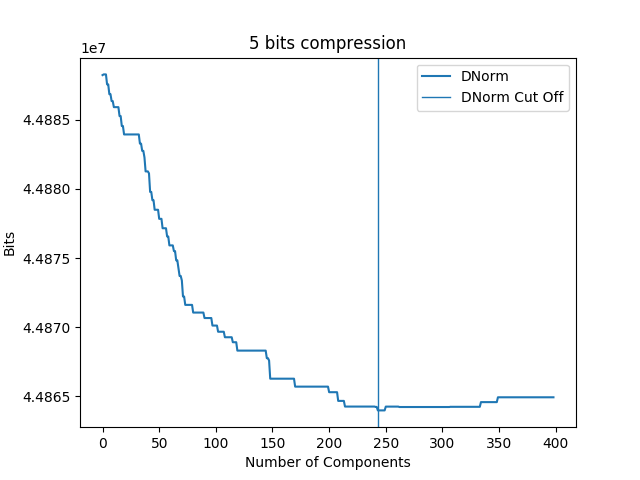 5 bits compression
1e7
DNorm
DNorm Cut Off
4.4885
4.4880
4.4875
4.4870
4.4865
Bits
0 50 100 150 200 250 300 350 400
Number of Components